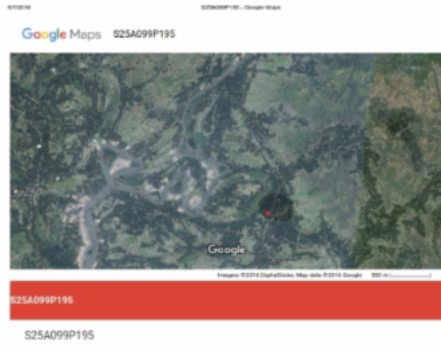 S25A099P195 - Google Maps
Google Maps S25A099P195
Google
Imagery ©2016 DigitalGlobe, Map data ©2016 Google 500 m
S25A099P195
S25A099P195